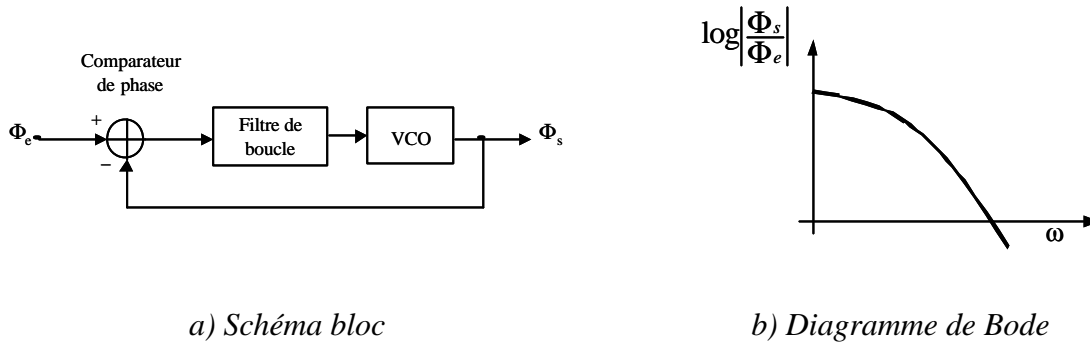 Comparateur
de phase
+
Φe
−
Filtre de
boucle
VCO
Φs
log|Φs/Φe|
ω
a) Schéma bloc
b) Diagramme de Bode